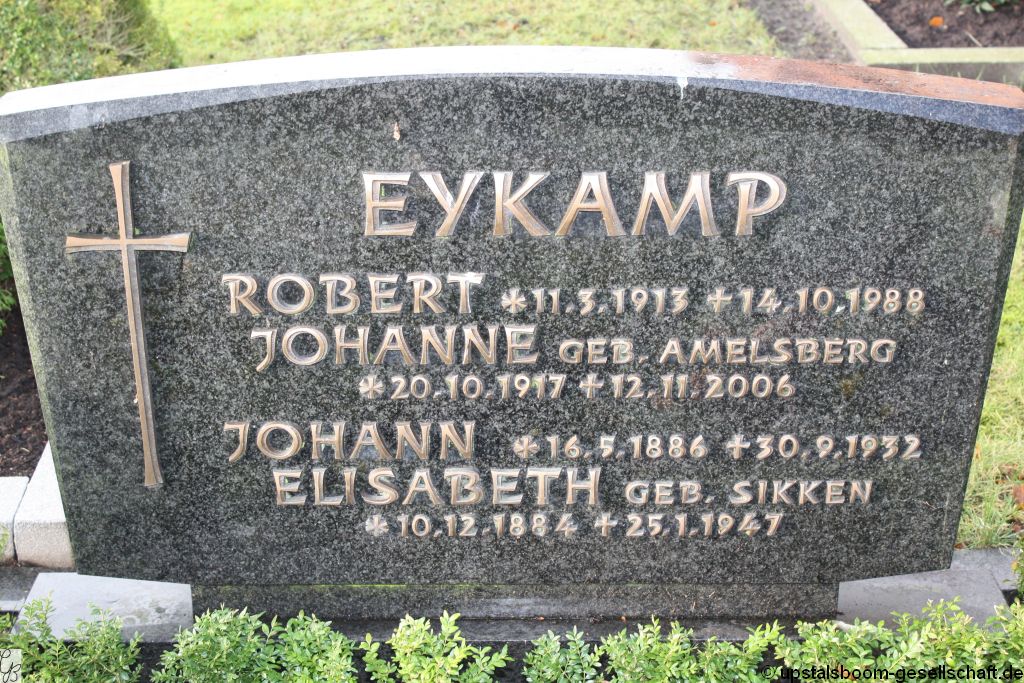 EYKAMP
ROBERT *11.3.1913 +14.10.1988
JOHANNE GEB. AMELSBERG
*20.10.1917 +12.11.2006
JOHANN *16.5.1886 +30.9.1932
ELISABETH GEB. SIKKEN
*10.12.1884 +25.1.1947
© upstalsboom-gesellschaft.de